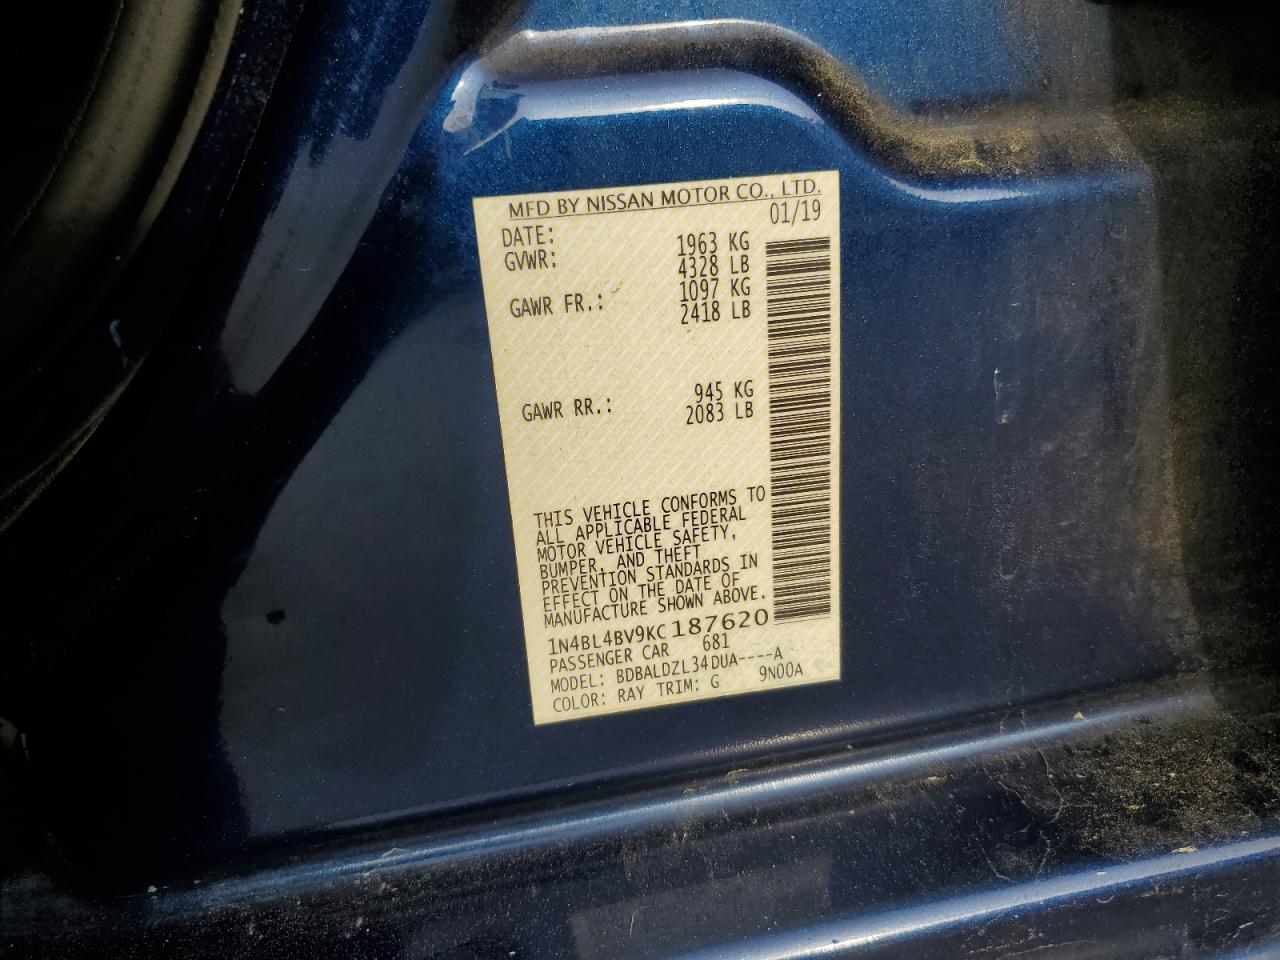 MFD BY NISSAN MOTOR CO., LTD.
DATE: 01/19
GVWR: 1963 KG
4328 LB
GAWR FR.: 1097 KG
2418 LB
GAWR RR.: 945 KG
2083 LB
THIS VEHICLE CONFORMS TO
ALL APPLICABLE FEDERAL
MOTOR VEHICLE SAFETY,
BUMPER, AND THEFT
PREVENTION STANDARDS IN
EFFECT ON THE DATE OF
MANUFACTURE SHOWN ABOVE.
1N4BL4BV9KC187620
PASSENGER CAR 681
MODEL: BDBALDZL34DUA----A
COLOR: RAY TRIM: G 9N00A